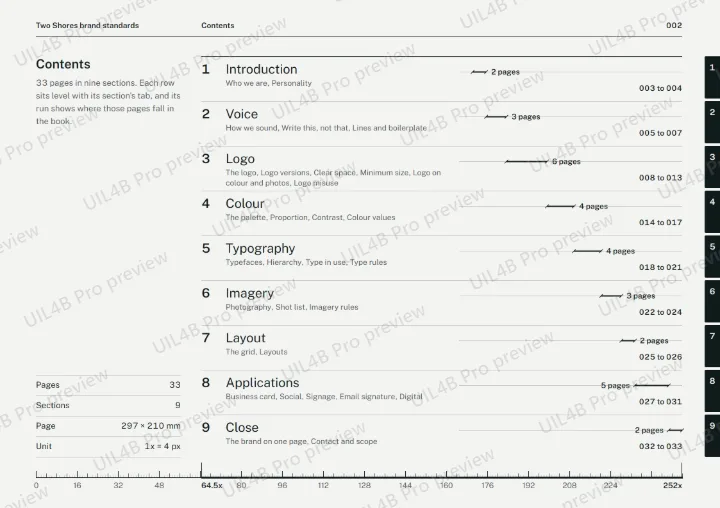 Two Shores brand standards
Contents
002
Contents
33 pages in nine sections. Each row
sits level with its section's tab, and its
run shows where those pages fall in
the book.
1 Introduction
Who we are, Personality
2 pages
003 to 004
2 Voice
How we sound, Write this, not that, Lines and boilerplate
3 pages
005 to 007
3 Logo
The logo, Logo versions, Clear space, Minimum size, Logo on
colour and photos, Logo misuse
6 pages
008 to 013
4 Colour
The palette, Proportion, Contrast, Colour values
4 pages
014 to 017
5 Typography
Typefaces, Hierarchy, Type in use, Type rules
4 pages
018 to 021
6 Imagery
Photography, Shot list, Imagery rules
3 pages
022 to 024
7 Layout
The grid, Layouts
2 pages
025 to 026
8 Applications
Business card, Social, Signage, Email signature, Digital
5 pages
027 to 031
9 Close
The brand on one page, Contact and scope
2 pages
032 to 033
Pages 33
Sections 9
Page 297 × 210 mm
Unit 1x = 4 px
0 16 32 48 64.5x 80 96 112 128 144 160 176 192 208 224 252x
1
2
3
4
5
6
7
8
9
UIL4B Pro preview